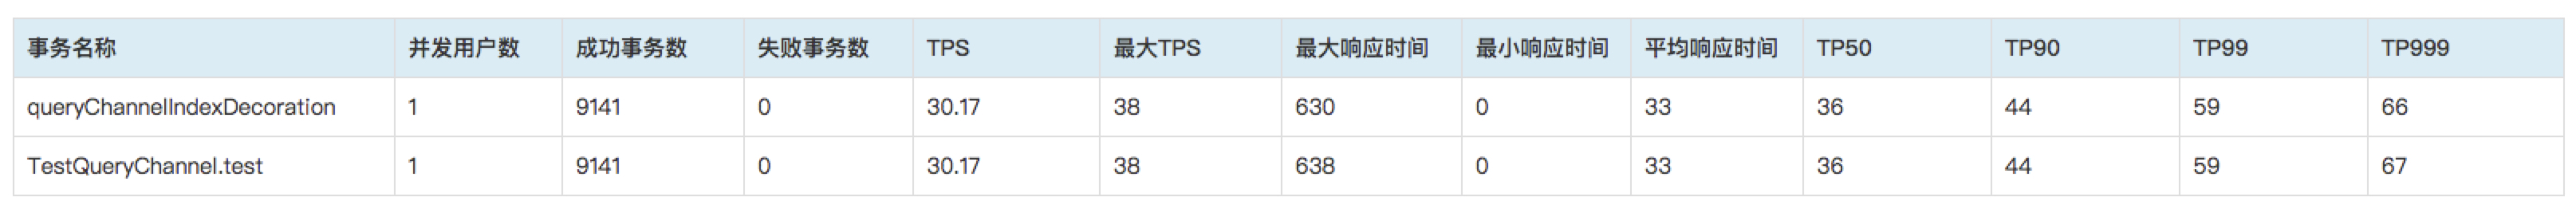 事务名称 并发用户数 成功事务数 失败事务数 TPS 最大TPS 最大响应时间 最小响应时间 平均响应时间 TP50 TP90 TP99 TP999
queryChannelIndexDecoration 1 9141 0 30.17 38 630 0 33 36 44 59 66
TestQueryChannel.test 1 9141 0 30.17 38 638 0 33 36 44 59 67